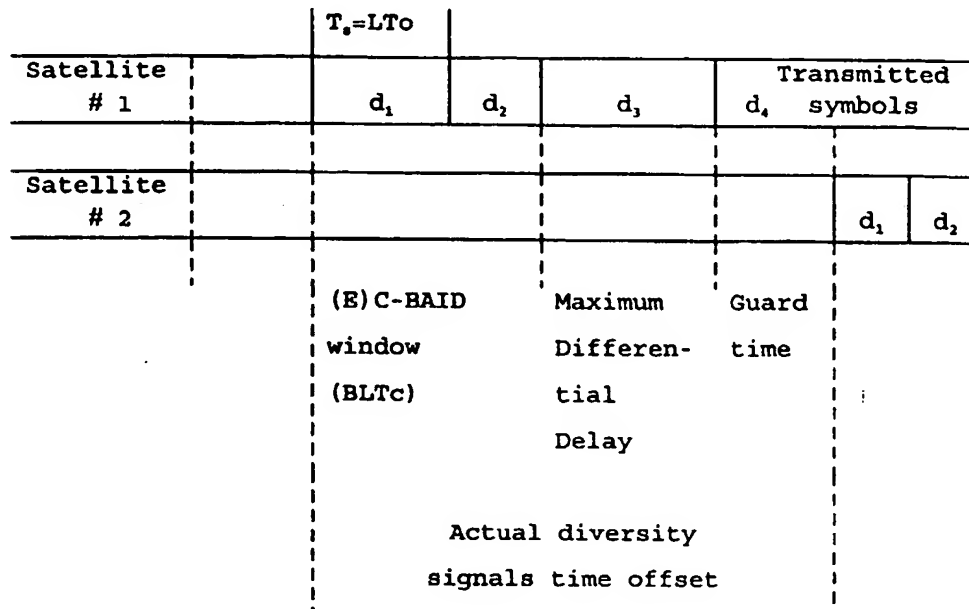 Tₛ=LTo
Satellite
# 1
d₁ d₂ d₃ d₄
Transmitted
symbols
Satellite
# 2
d₁ d₂
(E)C-BAID
window
(BLTc)
Maximum
Differen-
tial
Delay
Guard
time
Actual diversity
signals time offset